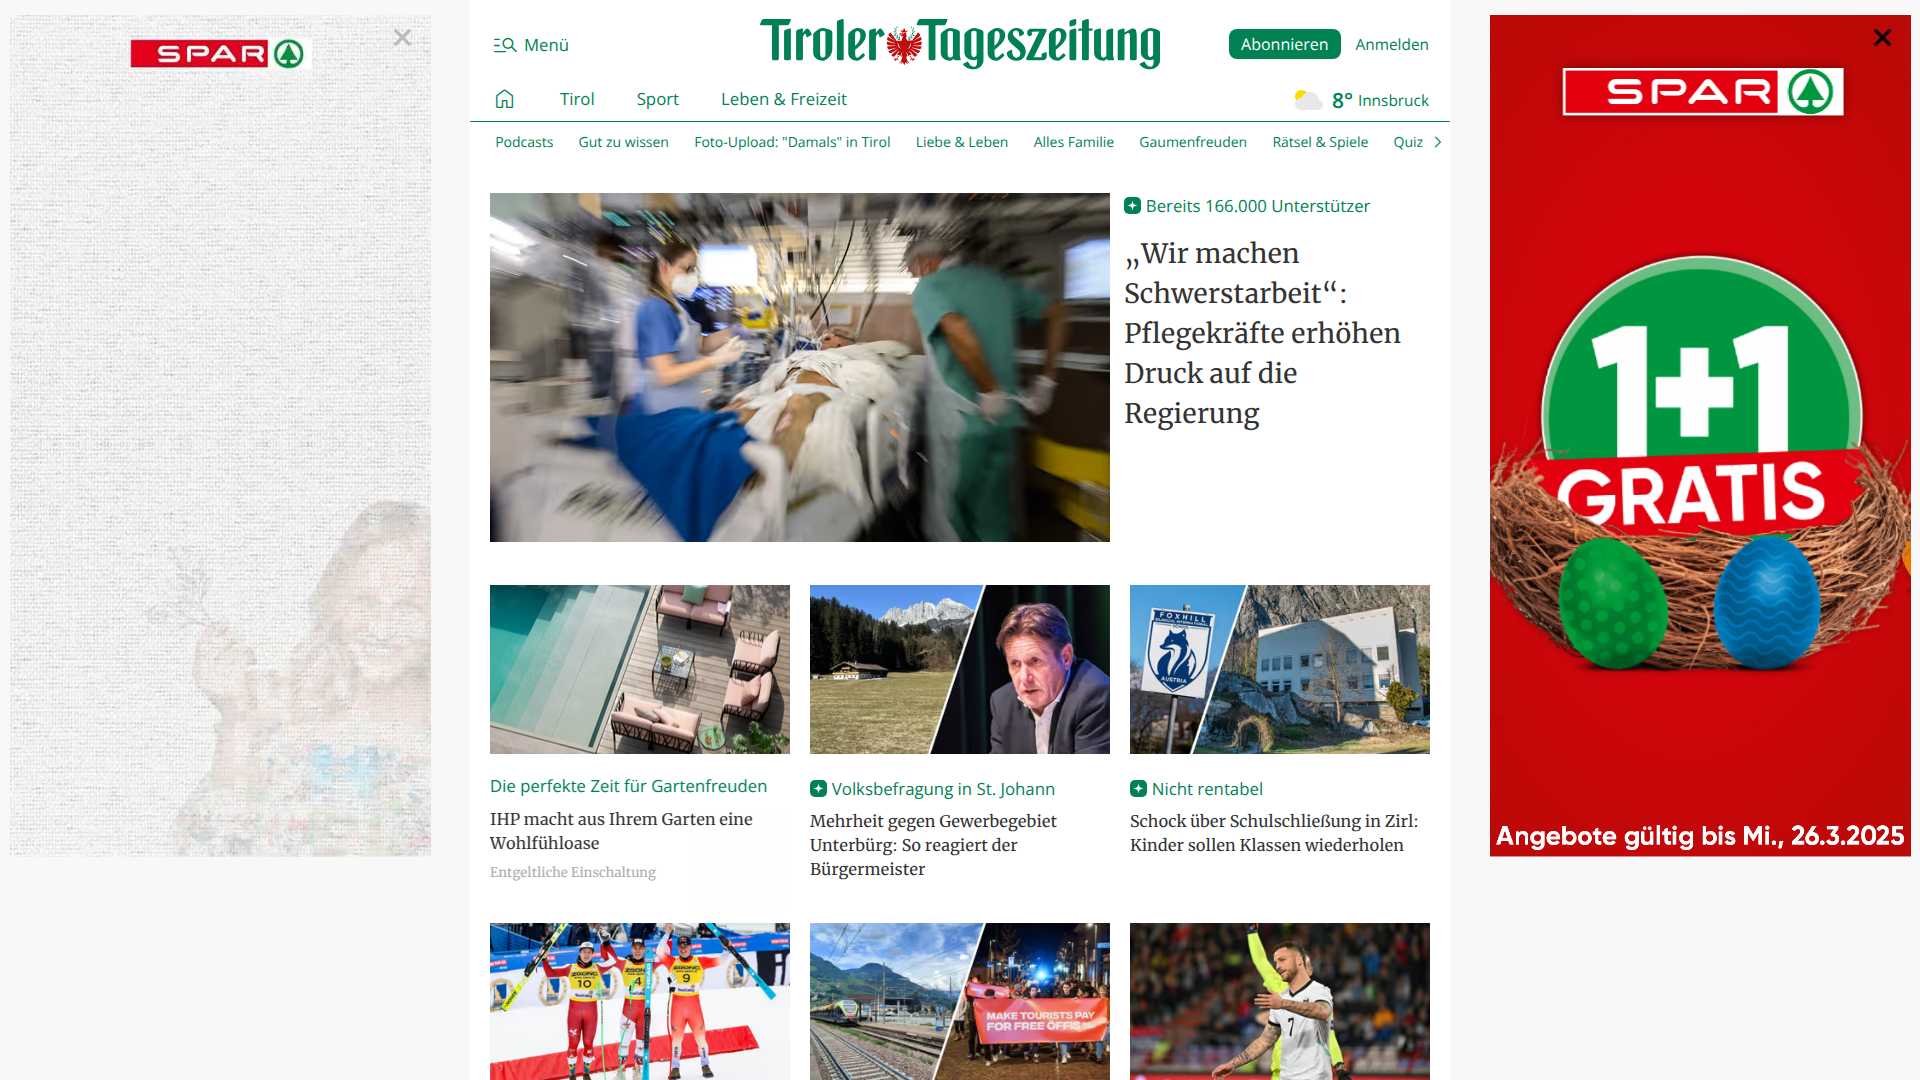 SPAR
Menü
Tiroler Tageszeitung
Abonnieren
Anmelden
Tirol
Sport
Leben & Freizeit
8° Innsbruck
Podcasts
Gut zu wissen
Foto-Upload: "Damals" in Tirol
Liebe & Leben
Alles Familie
Gaumenfreuden
Rätsel & Spiele
Quiz
Bereits 166.000 Unterstützer
„Wir machen
Schwerstarbeit“:
Pflegekräfte erhöhen
Druck auf die
Regierung
FOXHILL
AUSTRIA
Die perfekte Zeit für Gartenfreuden
IHP macht aus Ihrem Garten eine
Wohlfühloase
Entgeltliche Einschaltung
Volksbefragung in St. Johann
Mehrheit gegen Gewerbegebiet
Unterbürg: So reagiert der
Bürgermeister
Nicht rentabel
Schock über Schulschließung in Zirl:
Kinder sollen Klassen wiederholen
10
4
9
MAKE TOURISTS PAY
FOR FREE ÖFFIS
7
SPAR
1+1
GRATIS
Angebote gültig bis Mi., 26.3.2025